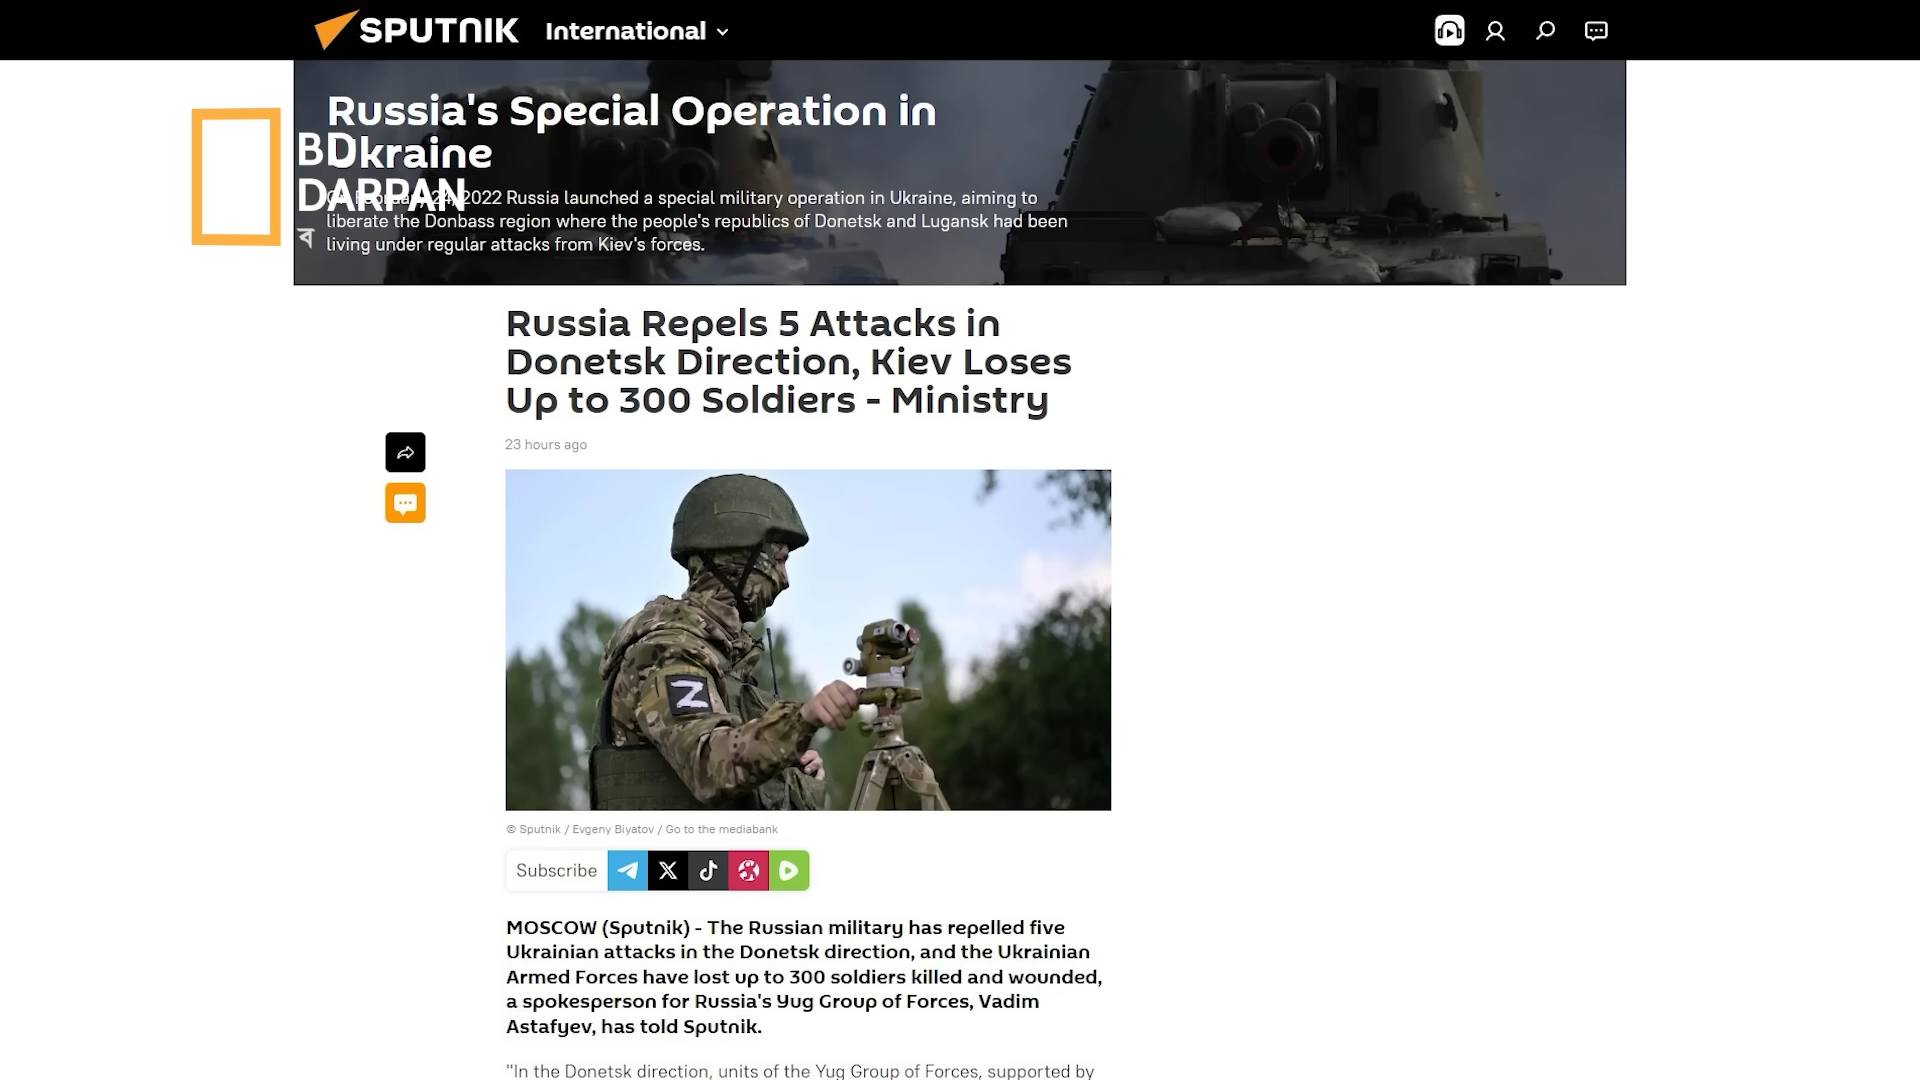 SPUTNIK International
Russia's Special Operation in
Ukraine
BD
DARPAN
ব
On February 24, 2022 Russia launched a special military operation in Ukraine, aiming to
liberate the Donbass region where the people's republics of Donetsk and Lugansk had been
living under regular attacks from Kiev's forces.
Russia Repels 5 Attacks in
Donetsk Direction, Kiev Loses
Up to 300 Soldiers - Ministry
23 hours ago
Z
© Sputnik / Evgeny Biyatov / Go to the mediabank
Subscribe
MOSCOW (Sputnik) - The Russian military has repelled five
Ukrainian attacks in the Donetsk direction, and the Ukrainian
Armed Forces have lost up to 300 soldiers killed and wounded,
a spokesperson for Russia's Yug Group of Forces, Vadim
Astafyev, has told Sputnik.
"In the Donetsk direction, units of the Yug Group of Forces, supported by